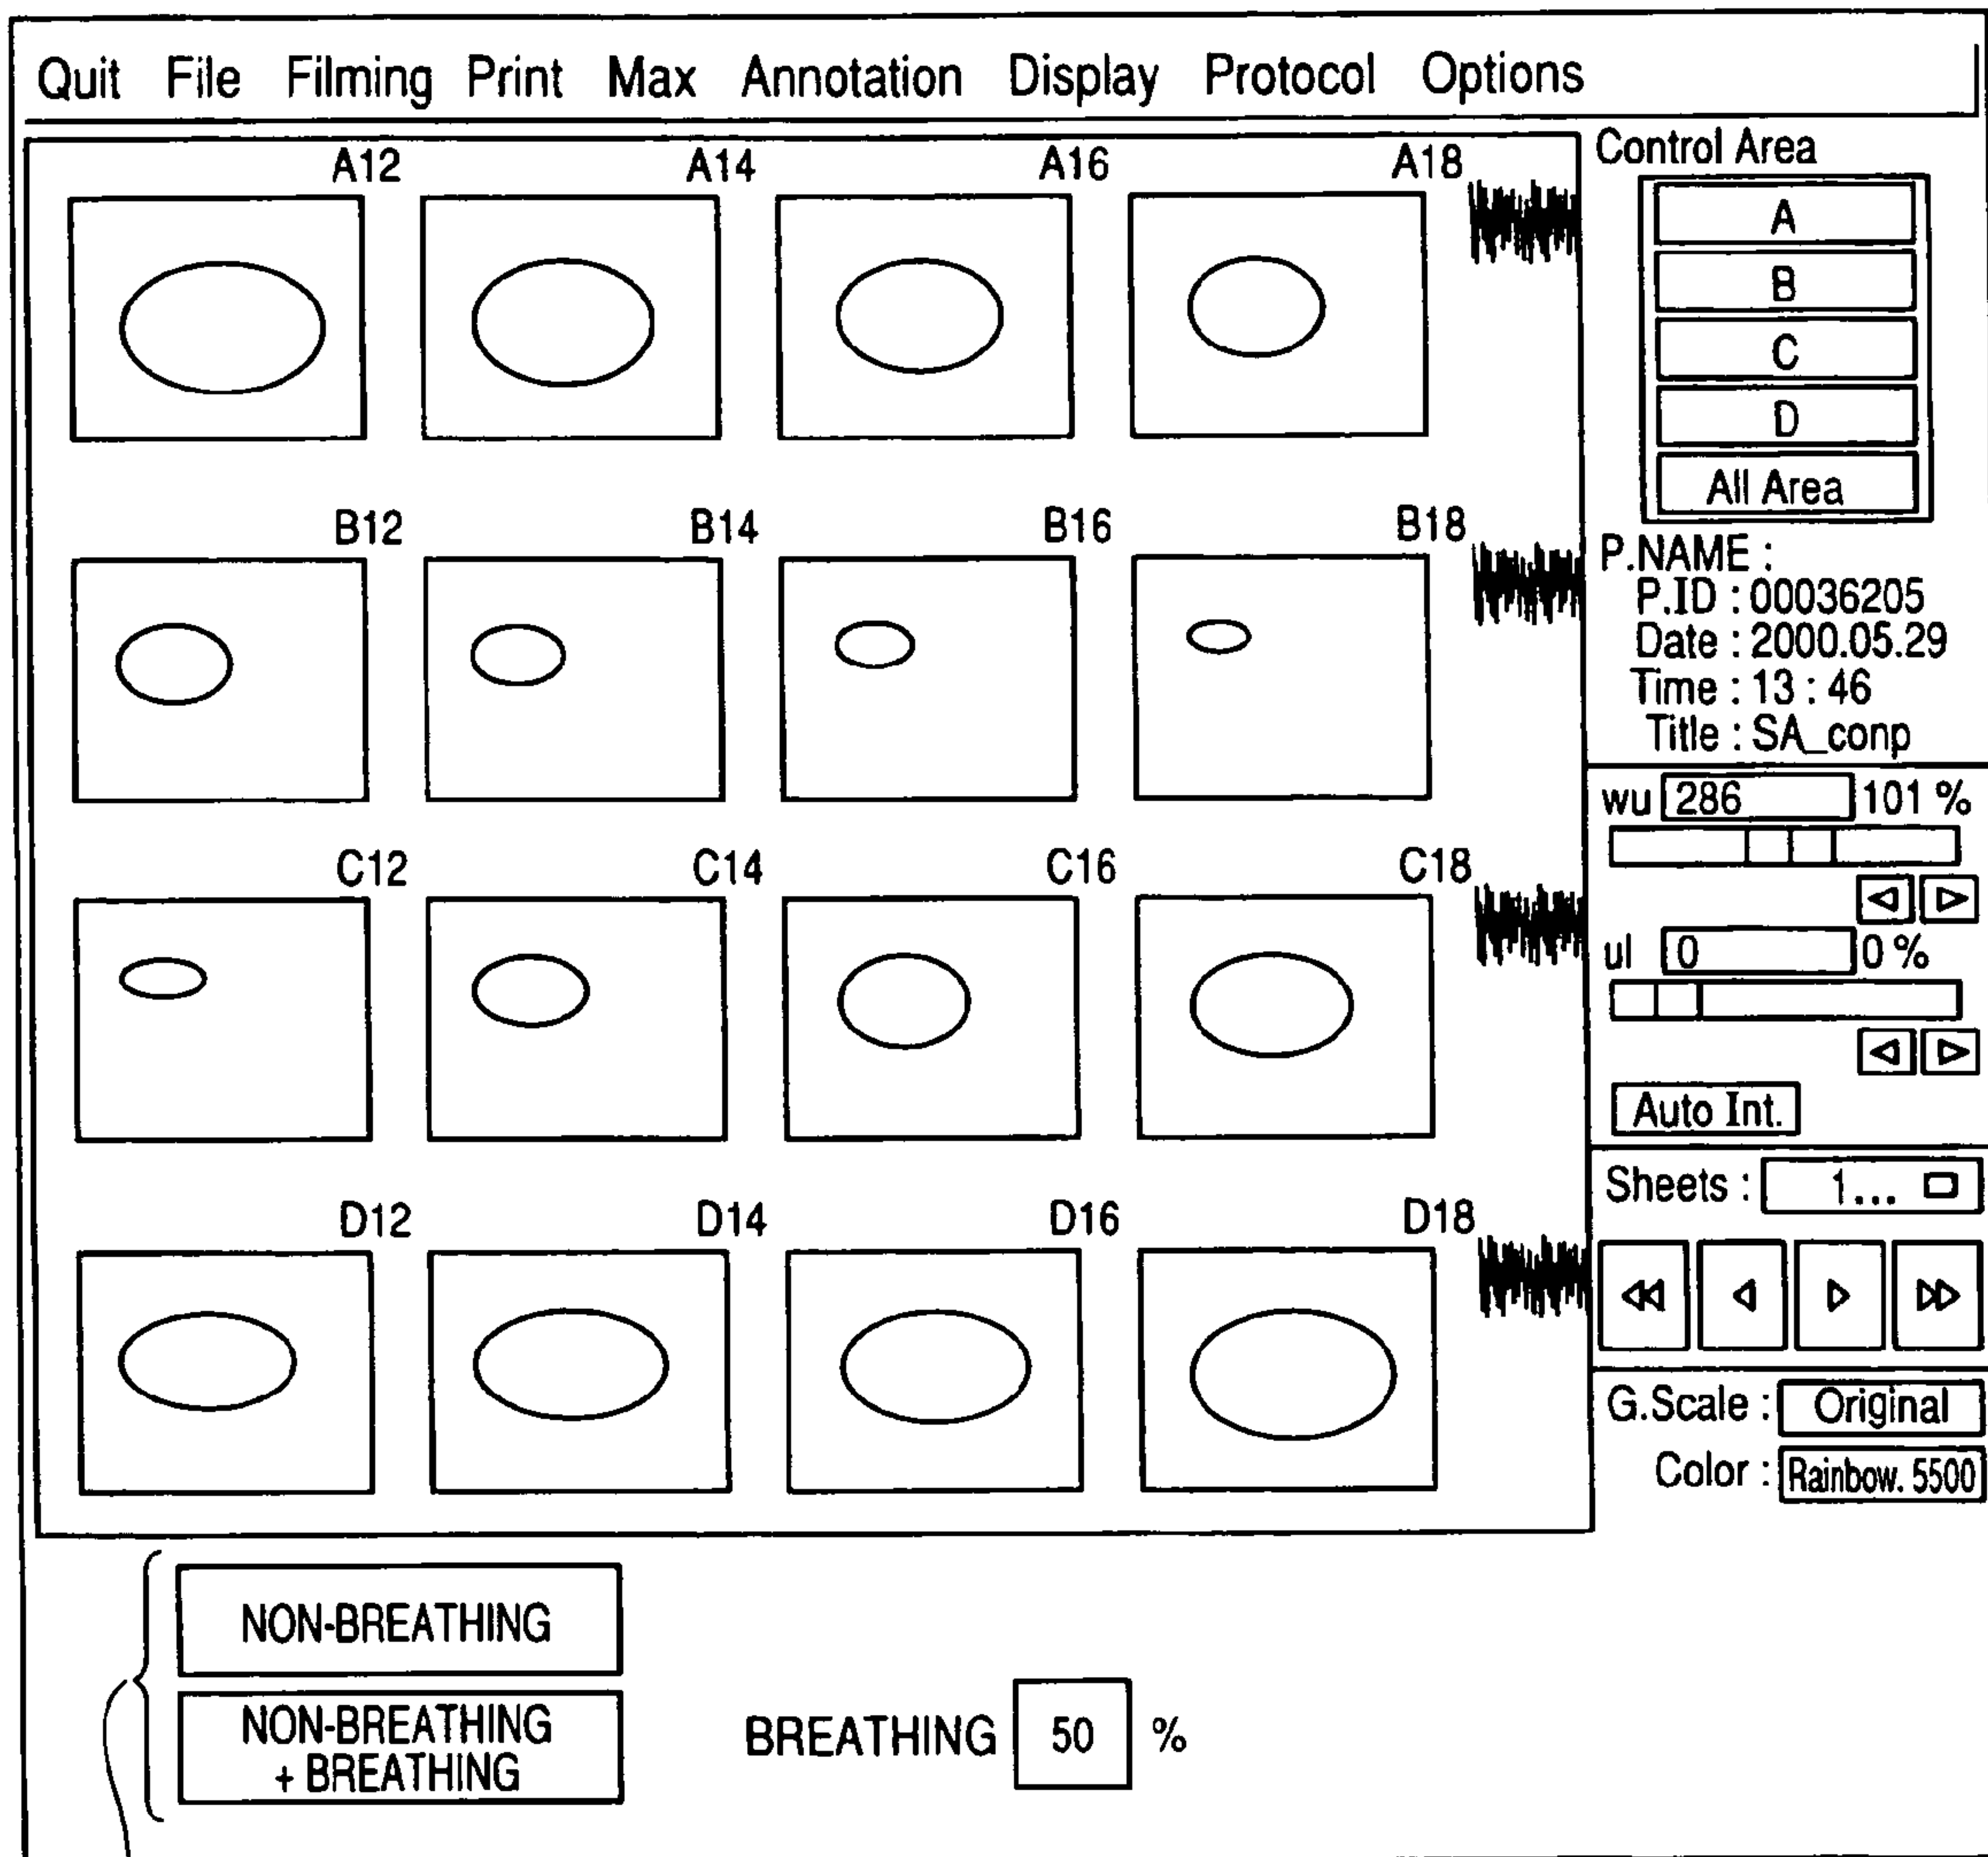 Quit File Filming Print Max Annotation Display Protocol Options
A12 A14 A16 A18
B12 B14 B16 B18
C12 C14 C16 C18
D12 D14 D16 D18
Control Area
A
B
C
D
All Area
P.NAME :
P.ID : 00036205
Date : 2000.05.29
Time : 13 : 46
Title : SA_conp
wu 286 101 %
ul 0 0 %
Auto Int.
Sheets : 1...
G.Scale : Original
Color : Rainbow. 5500
NON-BREATHING
NON-BREATHING
+ BREATHING
BREATHING 50 %